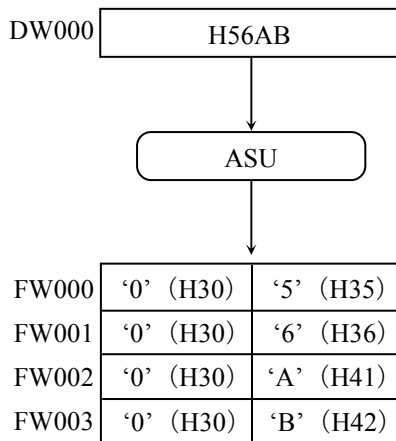 DW000 H56AB
ASU
FW000 ‘0’（H30） ‘5’（H35）
FW001 ‘0’（H30） ‘6’（H36）
FW002 ‘0’（H30） ‘A’（H41）
FW003 ‘0’（H30） ‘B’（H42）